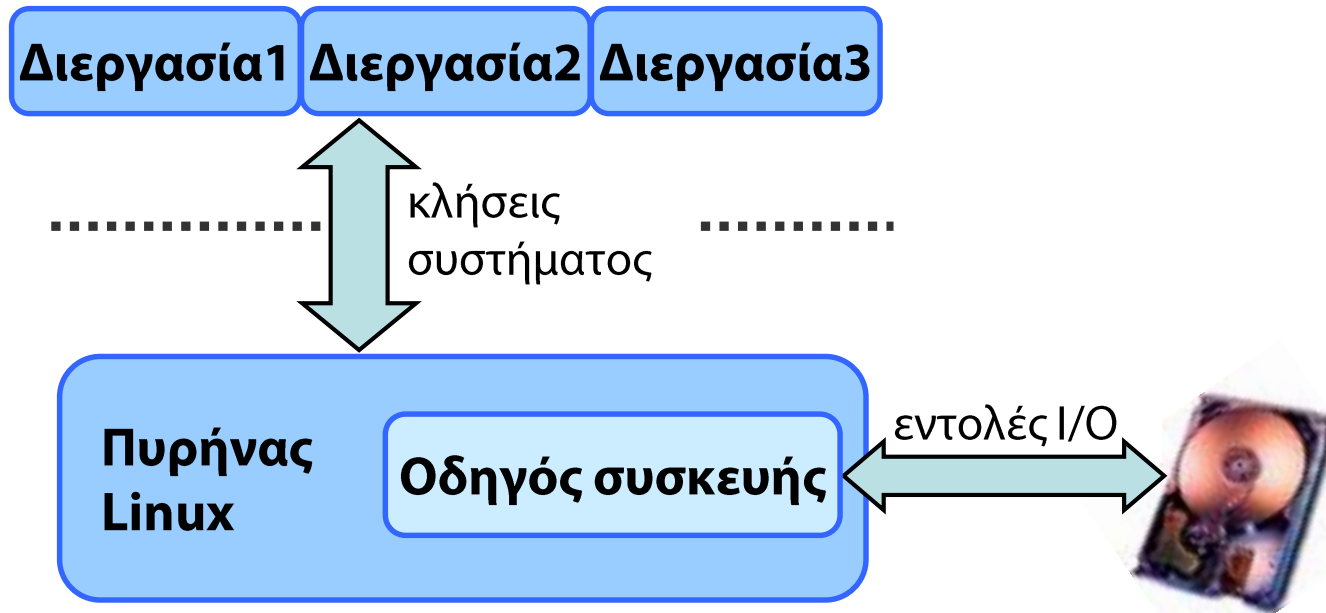 Διεργασία1 Διεργασία2 Διεργασία3
κλήσεις
συστήματος
Πυρήνας
Linux
Οδηγός συσκευής
εντολές I/O